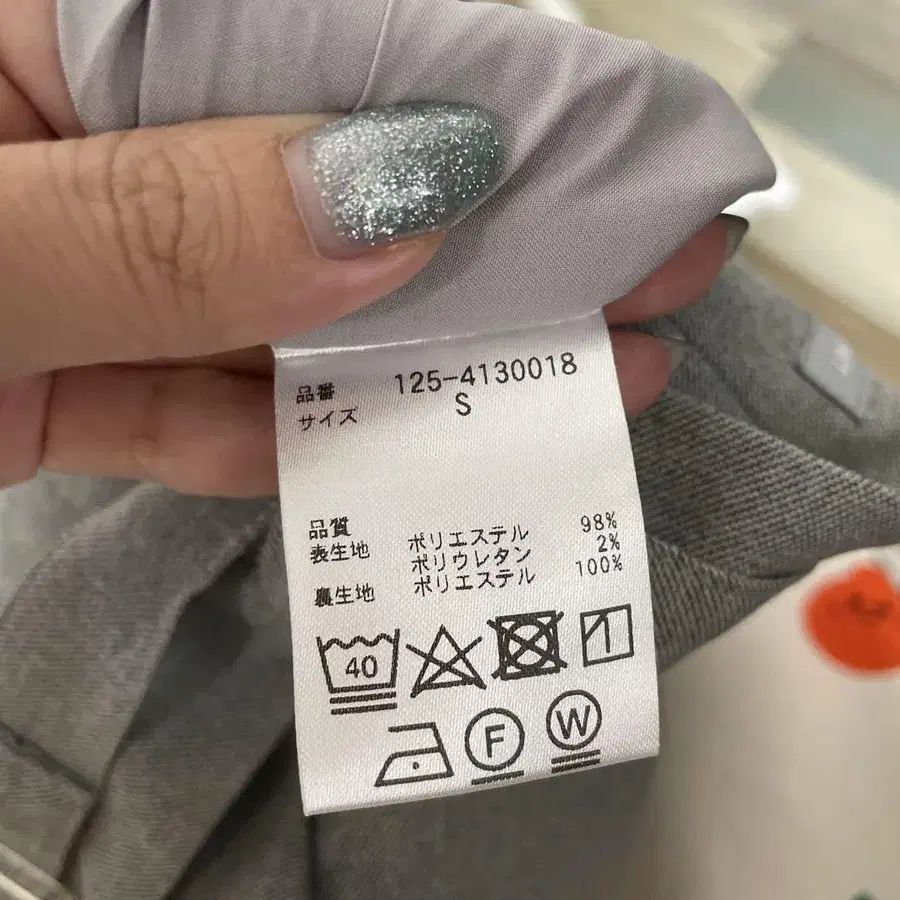 品番 125-4130018
サイズ S
品質
表生地 ポリエステル 98%
ポリウレタン 2%
裏生地 ポリエステル 100%
40
F W